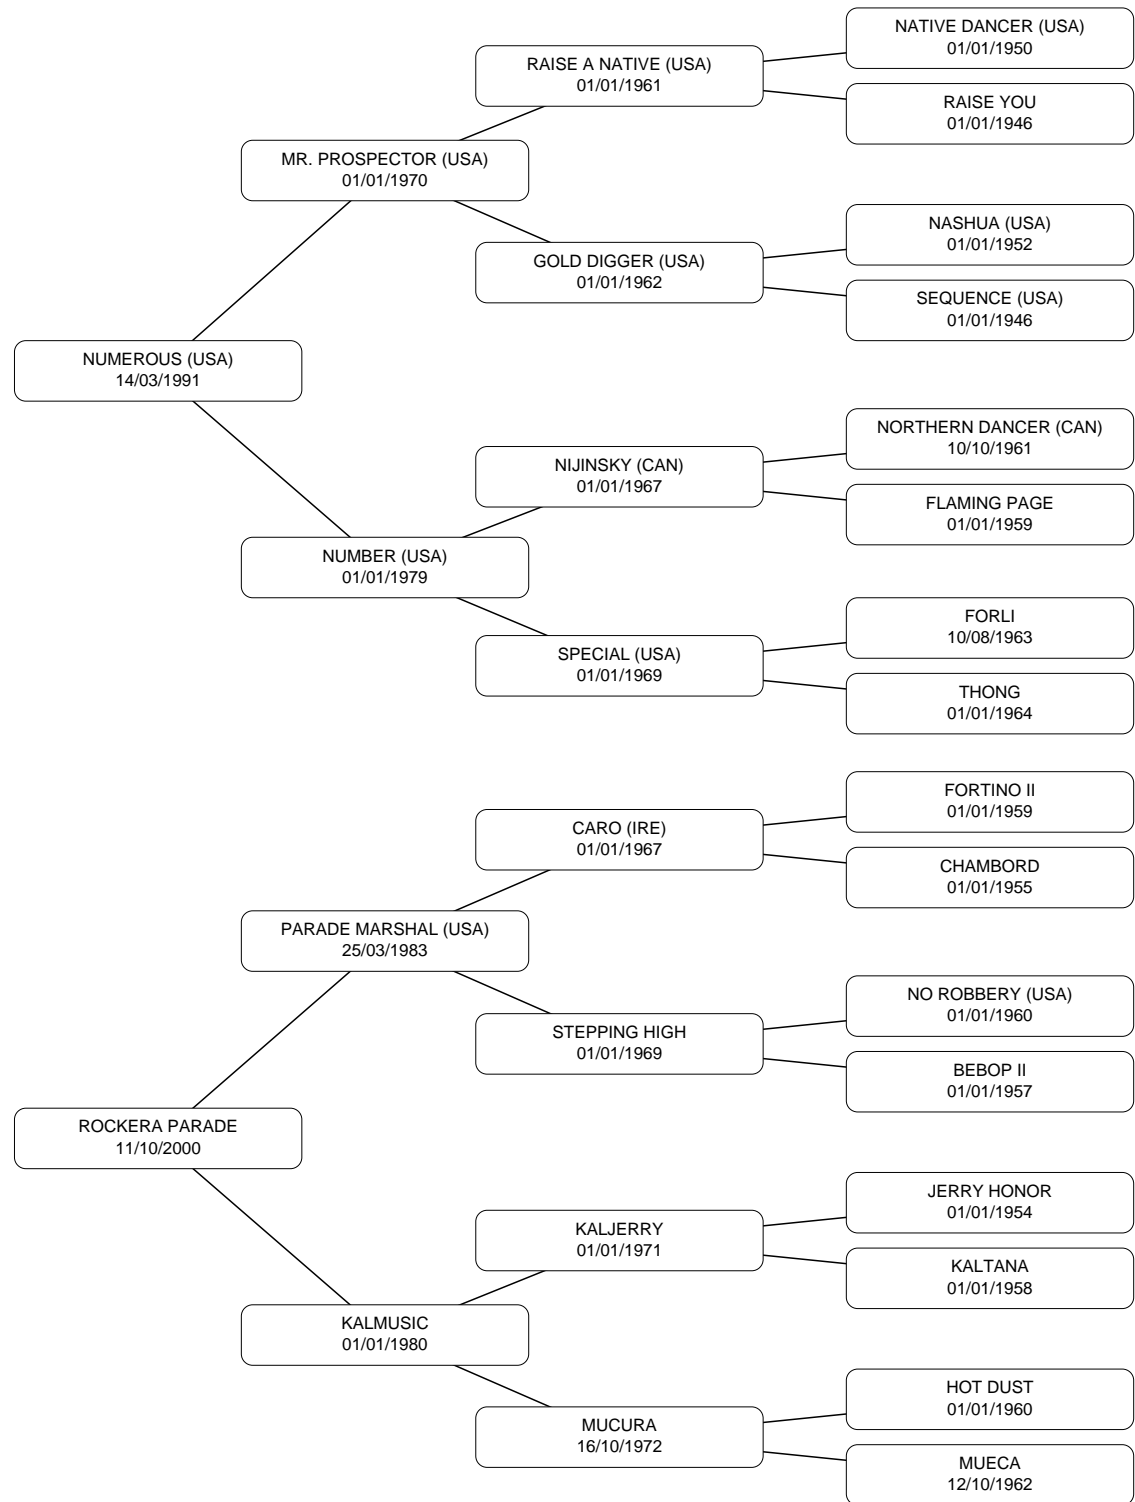 NATIVE DANCER (USA)
01/01/1950
RAISE A NATIVE (USA)
01/01/1961
RAISE YOU
01/01/1946
MR. PROSPECTOR (USA)
01/01/1970
NASHUA (USA)
01/01/1952
GOLD DIGGER (USA)
01/01/1962
SEQUENCE (USA)
01/01/1946
NUMEROUS (USA)
14/03/1991
NORTHERN DANCER (CAN)
10/10/1961
NIJINSKY (CAN)
01/01/1967
FLAMING PAGE
01/01/1959
NUMBER (USA)
01/01/1979
FORLI
10/08/1963
SPECIAL (USA)
01/01/1969
THONG
01/01/1964
FORTINO II
01/01/1959
CARO (IRE)
01/01/1967
CHAMBORD
01/01/1955
PARADE MARSHAL (USA)
25/03/1983
NO ROBBERY (USA)
01/01/1960
STEPPING HIGH
01/01/1969
BEBOP II
01/01/1957
ROCKERA PARADE
11/10/2000
JERRY HONOR
01/01/1954
KALJERRY
01/01/1971
KALTANA
01/01/1958
KALMUSIC
01/01/1980
HOT DUST
01/01/1960
MUCURA
16/10/1972
MUECA
12/10/1962